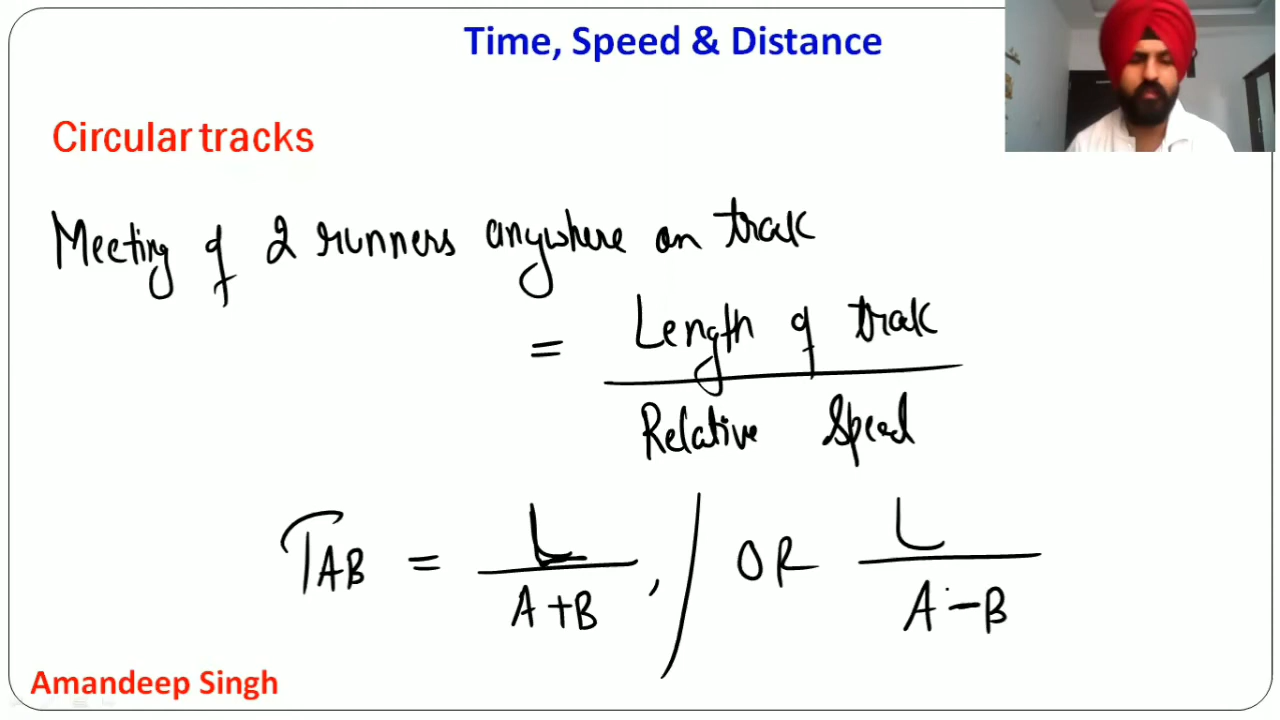 Time, Speed & Distance
Circular tracks
Meeting of 2 runners anywhere on track
= Length of track
Relative Speed
T_AB = L / A+B , / OR L / A-B
Amandeep Singh